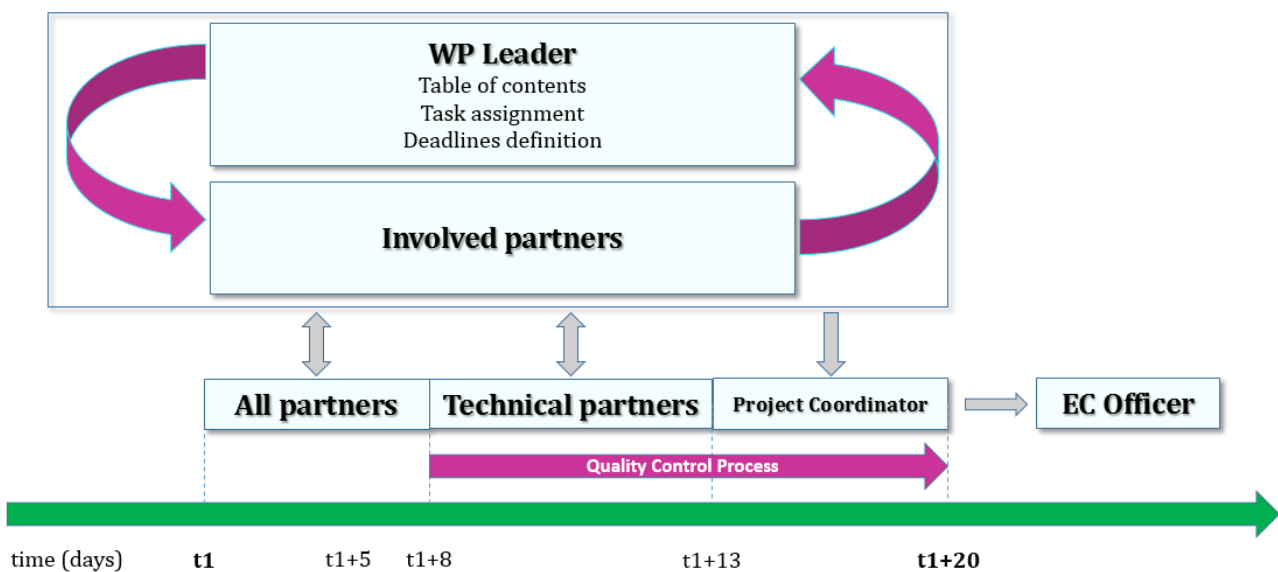 WP Leader
Table of contents
Task assignment
Deadlines definition
Involved partners
All partners
Technical partners
Project Coordinator
EC Officer
Quality Control Process
time (days)
t1
t1+5
t1+8
t1+13
t1+20